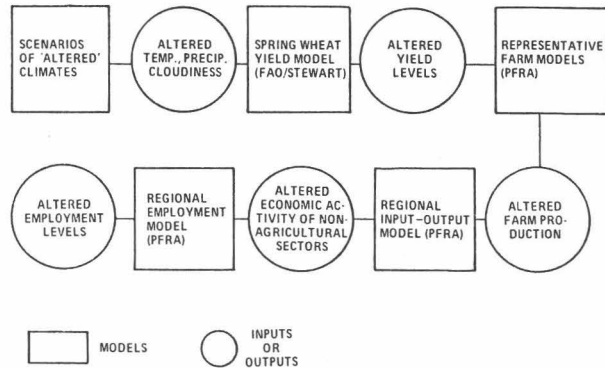 SCENARIOS
OF 'ALTERED'
CLIMATES
ALTERED
TEMP., PRECIP.
CLOUDINESS
SPRING WHEAT
YIELD MODEL
(FAO/STEWART)
ALTERED
YIELD
LEVELS
REPRESENTATIVE
FARM MODELS
(PFRA)
ALTERED
EMPLOYMENT
LEVELS
REGIONAL
EMPLOYMENT
MODEL
(PFRA)
ALTERED
ECONOMIC AC-
TIVITY OF NON-
AGRICULTURAL
SECTORS
REGIONAL
INPUT-OUTPUT
MODEL (PFRA)
ALTERED
FARM PRO-
DUCTION
MODELS
INPUTS
OR
OUTPUTS